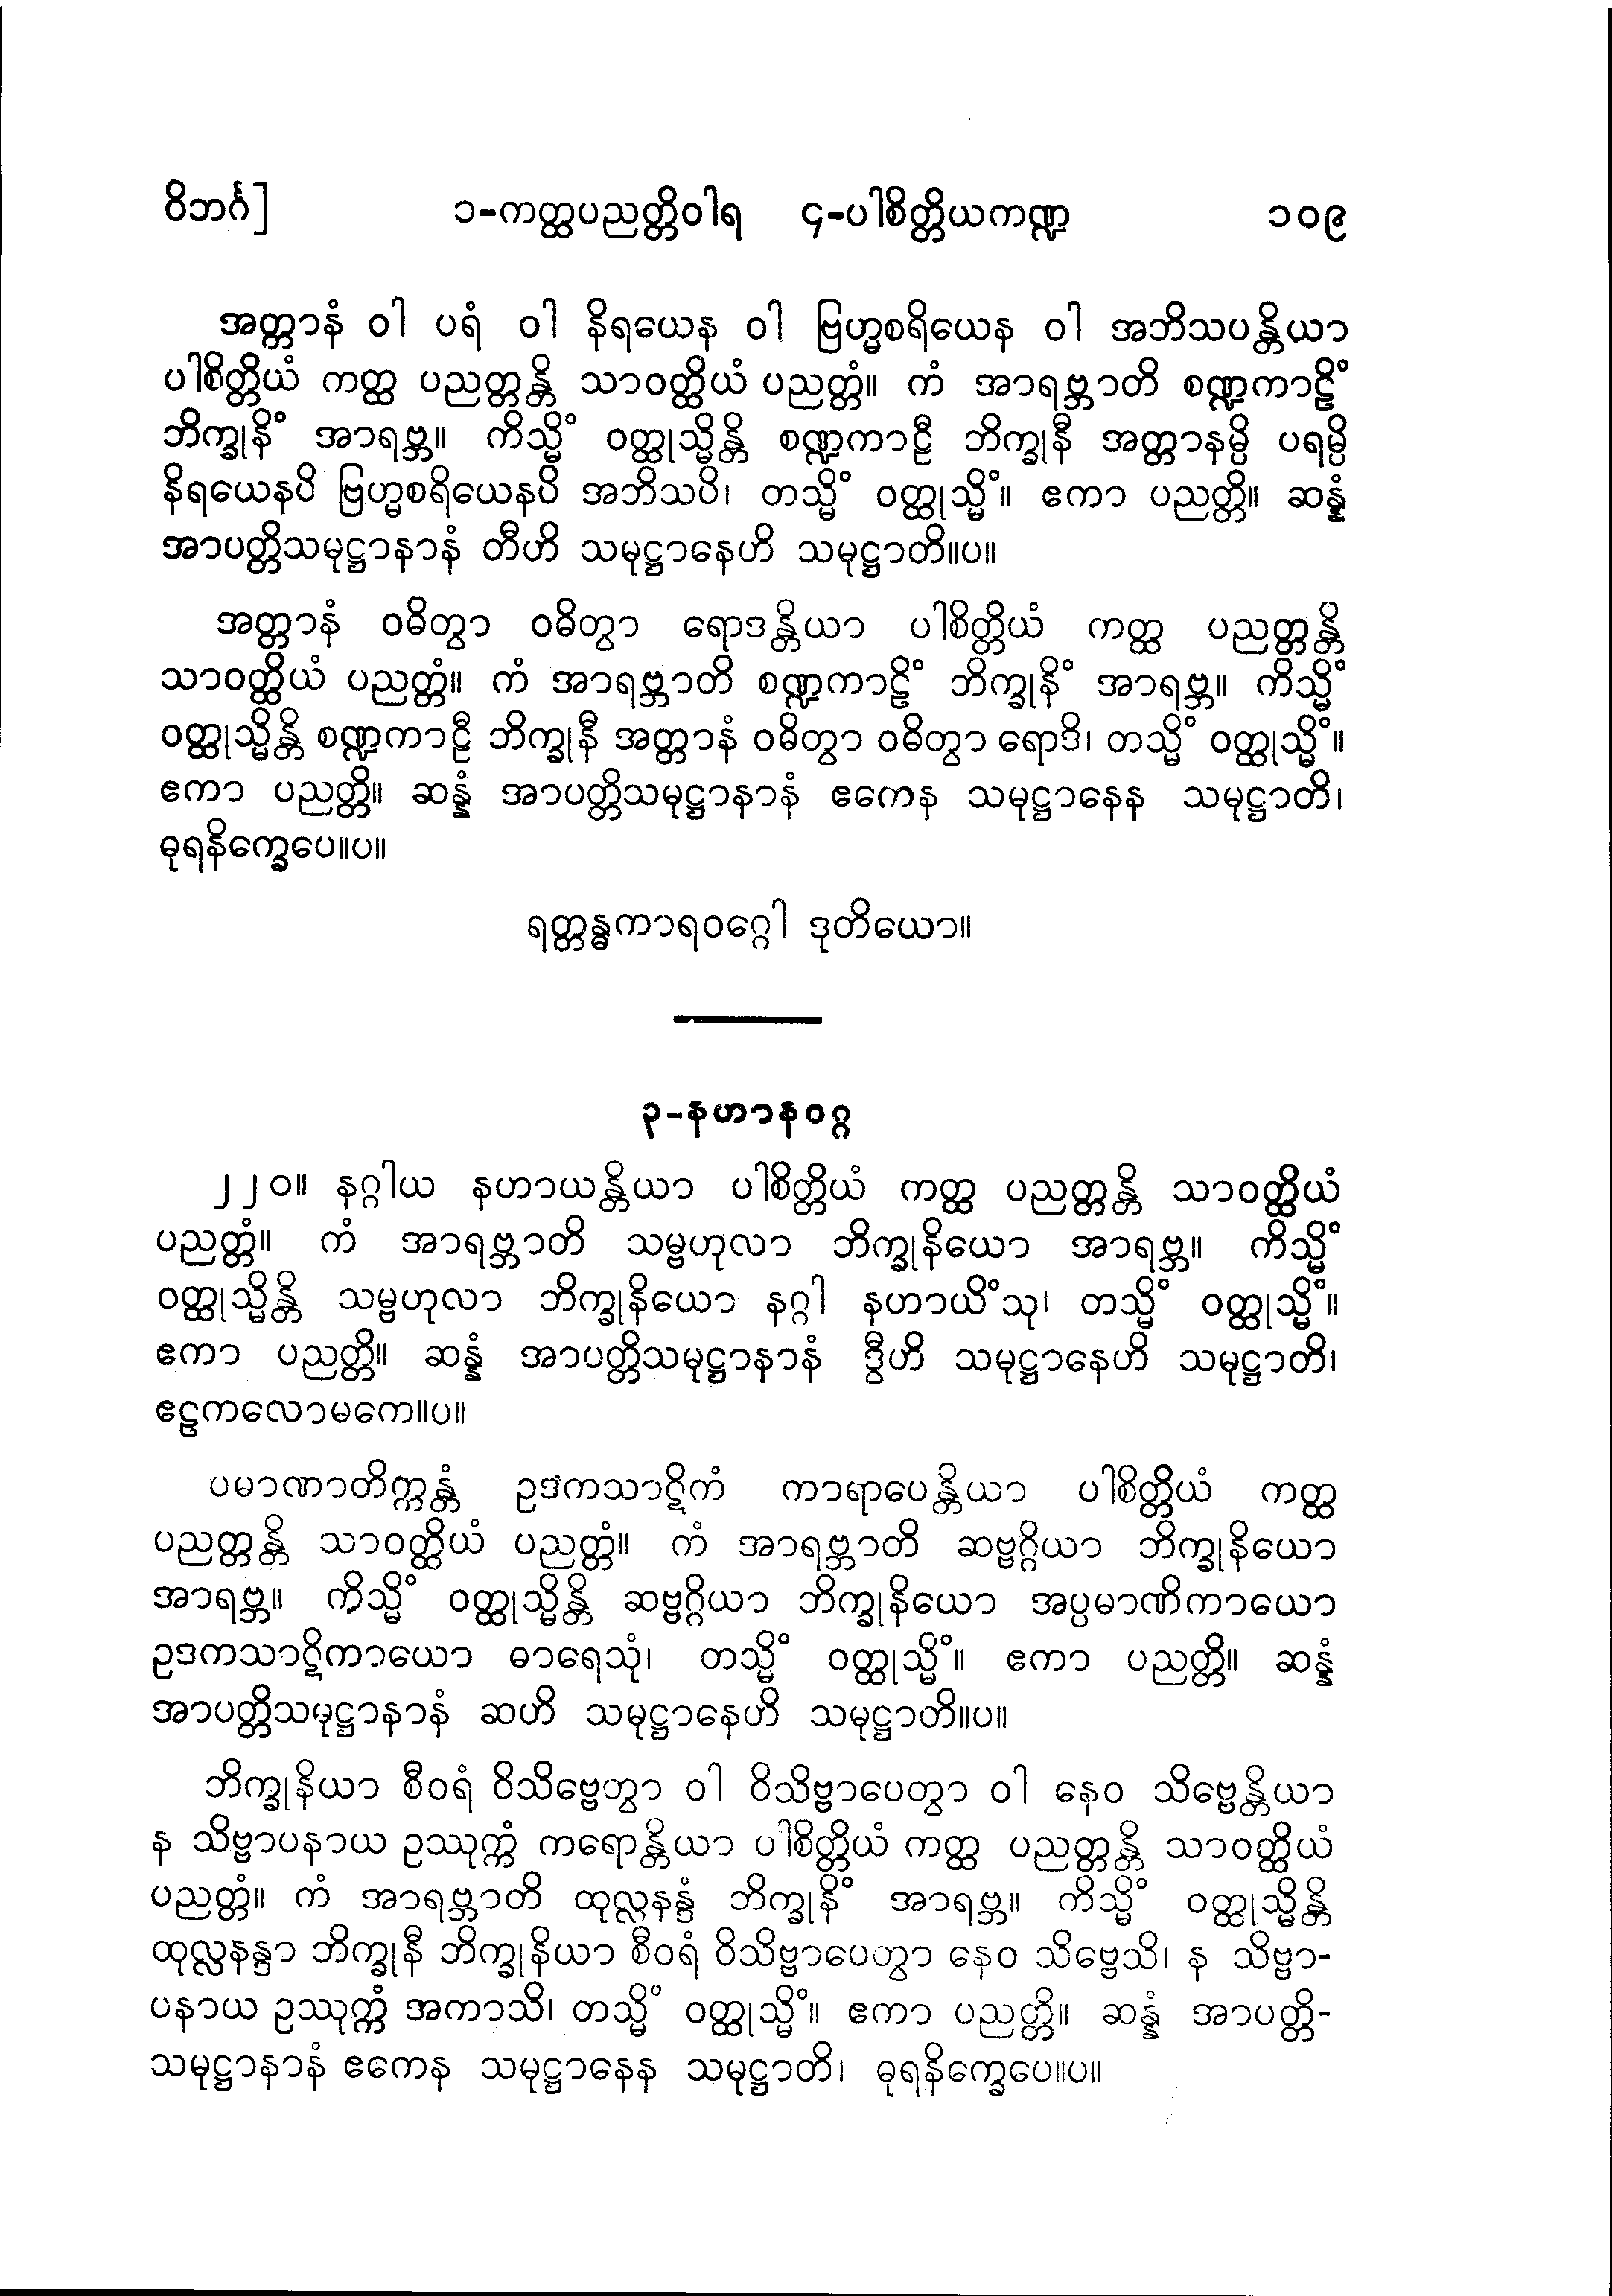 ဝိဘင်္ဂ] ၁-ကတ္ထပညတ္တိဝါရ ၄-ပါစိတ္တိယကဏ္ဍ ၁၀၉
အတ္တာနံ ဝါ ပရံ ဝါ နိရယေန ဝါ ဗြဟ္မစရိယေန ဝါ အဘိသပန္တိယာ
ပါစိတ္တိယံ ကတ္ထ ပညတ္တန္တိ သာဝတ္ထိယံ ပညတ္တံ။ ကံ အာရဗ္ဘာတိ စဏ္ဍကာဠိံ
ဘိက္ခုနိံ အာရဗ္ဘ။ ကိသ္မိံ ဝတ္ထုသ္မိန္တိ စဏ္ဍကာဠီ ဘိက္ခုနီ အတ္တာနမ္ပိ ပရမ္ပိ
နိရယေနပိ ဗြဟ္မစရိယေနပိ အဘိသပိ၊ တသ္မိံ ဝတ္ထုသ္မိံ။ ဧကာ ပညတ္တိ။ ဆန္နံ
အာပတ္တိသမုဋ္ဌာနာနံ တီဟိ သမုဋ္ဌာနေဟိ သမုဋ္ဌာတိ။ပ။
အတ္တာနံ ဝဓိတွာ ဝဓိတွာ ရောဒန္တိယာ ပါစိတ္တိယံ ကတ္ထ ပညတ္တန္တိ
သာဝတ္ထိယံ ပညတ္တံ။ ကံ အာရဗ္ဘာတိ စဏ္ဍကာဠိံ ဘိက္ခုနိံ အာရဗ္ဘ။ ကိသ္မိံ
ဝတ္ထုသ္မိန္တိ စဏ္ဍကာဠီ ဘိက္ခုနီ အတ္တာနံ ဝဓိတွာ ဝဓိတွာ ရောဒိ၊ တသ္မိံ ဝတ္ထုသ္မိံ။
ဧကာ ပညတ္တိ။ ဆန္နံ အာပတ္တိသမုဋ္ဌာနာနံ ဧကေန သမုဋ္ဌာနေန သမုဋ္ဌာတိ၊
ဓုရနိက္ခေပေ။ပ။
ရတ္တန္ဓကာရဝဂ္ဂေါ ဒုတိယော။
၃-နဟာနဝဂ္ဂ
၂၂၀။ နဂ္ဂါယ နဟာယန္တိယာ ပါစိတ္တိယံ ကတ္ထ ပညတ္တန္တိ သာဝတ္ထိယံ
ပညတ္တံ။ ကံ အာရဗ္ဘာတိ သမ္ဗဟုလာ ဘိက္ခုနိယော အာရဗ္ဘ။ ကိသ္မိံ
ဝတ္ထုသ္မိန္တိ သမ္ဗဟုလာ ဘိက္ခုနိယော နဂ္ဂါ နဟာယိံသု၊ တသ္မိံ ဝတ္ထုသ္မိံ။
ဧကာ ပညတ္တိ။ ဆန္နံ အာပတ္တိသမုဋ္ဌာနာနံ ဒွီဟိ သမုဋ္ဌာနေဟိ သမုဋ္ဌာတိ၊
ဧဠကလောမကေ။ပ။
ပမာဏာတိက္ကန္တံ ဥဒကသာဋိကံ ကာရာပေန္တိယာ ပါစိတ္တိယံ ကတ္ထ
ပညတ္တန္တိ သာဝတ္ထိယံ ပညတ္တံ။ ကံ အာရဗ္ဘာတိ ဆဗ္ဗဂ္ဂိယာ ဘိက္ခုနိယော
အာရဗ္ဘ။ ကိသ္မိံ ဝတ္ထုသ္မိန္တိ ဆဗ္ဗဂ္ဂိယာ ဘိက္ခုနိယော အပ္ပမာဏိကာယော
ဥဒကသာဋိကာယော ဓာရေသုံ၊ တသ္မိံ ဝတ္ထုသ္မိံ။ ဧကာ ပညတ္တိ။ ဆန္နံ
အာပတ္တိသမုဋ္ဌာနာနံ ဆဟိ သမုဋ္ဌာနေဟိ သမုဋ္ဌာတိ။ပ။
ဘိက္ခုနိယာ စီဝရံ ဝိသိဗ္ဗေတွာ ဝါ ဝိသိဗ္ဗာပေတွာ ဝါ နေဝ သိဗ္ဗေန္တိယာ
န သိဗ္ဗာပနာယ ဥဿုက္ကံ ကရောန္တိယာ ပါစိတ္တိယံ ကတ္ထ ပညတ္တန္တိ သာဝတ္ထိယံ
ပညတ္တံ။ ကံ အာရဗ္ဘာတိ ထုလ္လနန္ဒံ ဘိက္ခုနိံ အာရဗ္ဘ။ ကိသ္မိံ ဝတ္ထုသ္မိန္တိ
ထုလ္လနန္ဒာ ဘိက္ခုနီ ဘိက္ခုနိယာ စီဝရံ ဝိသိဗ္ဗာပေတွာ နေဝ သိဗ္ဗေသိ၊ န သိဗ္ဗာ-
ပနာယ ဥဿုက္ကံ အကာသိ၊ တသ္မိံ ဝတ္ထုသ္မိံ။ ဧကာ ပညတ္တိ။ ဆန္နံ အာပတ္တိ-
သမုဋ္ဌာနာနံ ဧကေန သမုဋ္ဌာနေန သမုဋ္ဌာတိ၊ ဓုရနိက္ခေပေ။ပ။